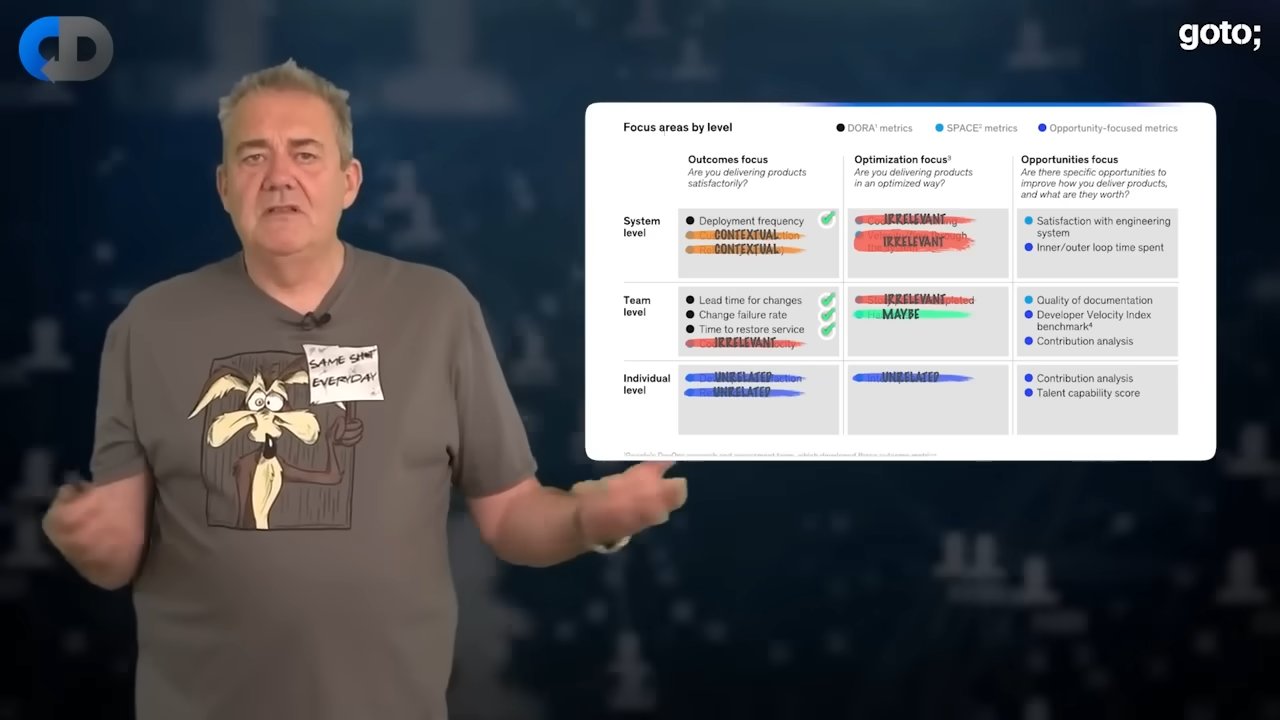 CD
goto;
SAME SH*T
EVERYDAY
Focus areas by level
DORA¹ metrics
SPACE² metrics
Opportunity-focused metrics
Outcomes focus
Are you delivering products
satisfactorily?
Optimization focus³
Are you delivering products
in an optimized way?
Opportunities focus
Are there specific opportunities to
improve how you deliver products,
and what are they worth?
System
level
Deployment frequency
CONTEXTUAL
CONTEXTUAL
IRRELEVANT
IRRELEVANT
Satisfaction with engineering
system
Inner/outer loop time spent
Team
level
Lead time for changes
Change failure rate
Time to restore service
IRRELEVANT
IRRELEVANT
MAYBE
Quality of documentation
Developer Velocity Index
benchmark⁴
Contribution analysis
Individual
level
UNRELATED
UNRELATED
UNRELATED
Contribution analysis
Talent capability score